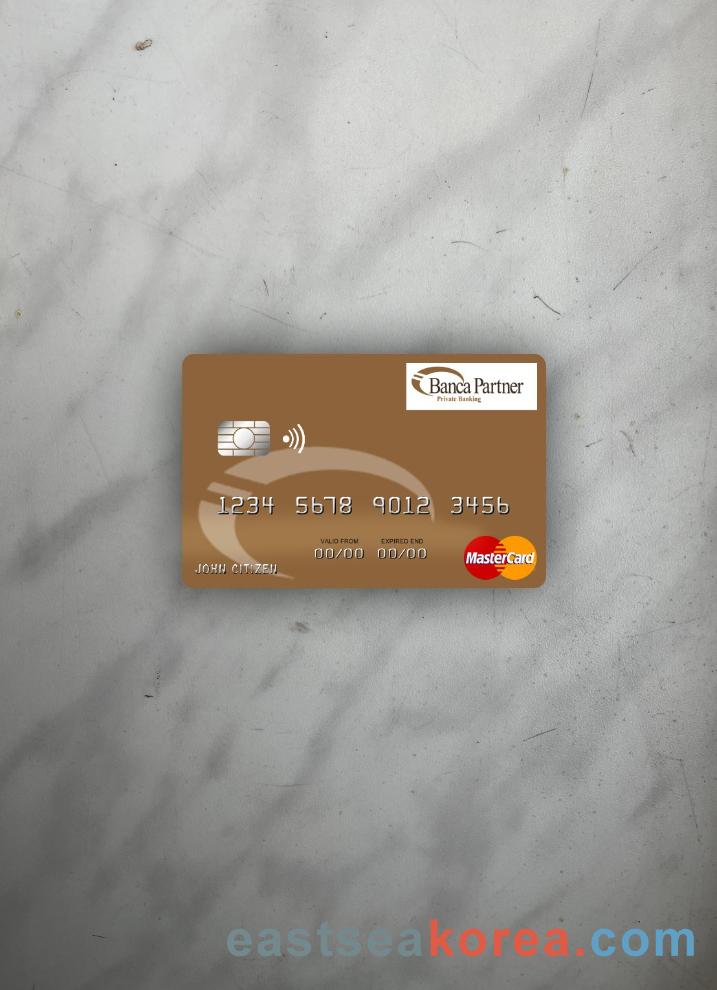 Banca Partner
Private Banking
1234 5678 9012 3456
VALID FROM EXPIRED END
00/00 00/00
JOHN CITIZEN
MasterCard
eastseakorea.com